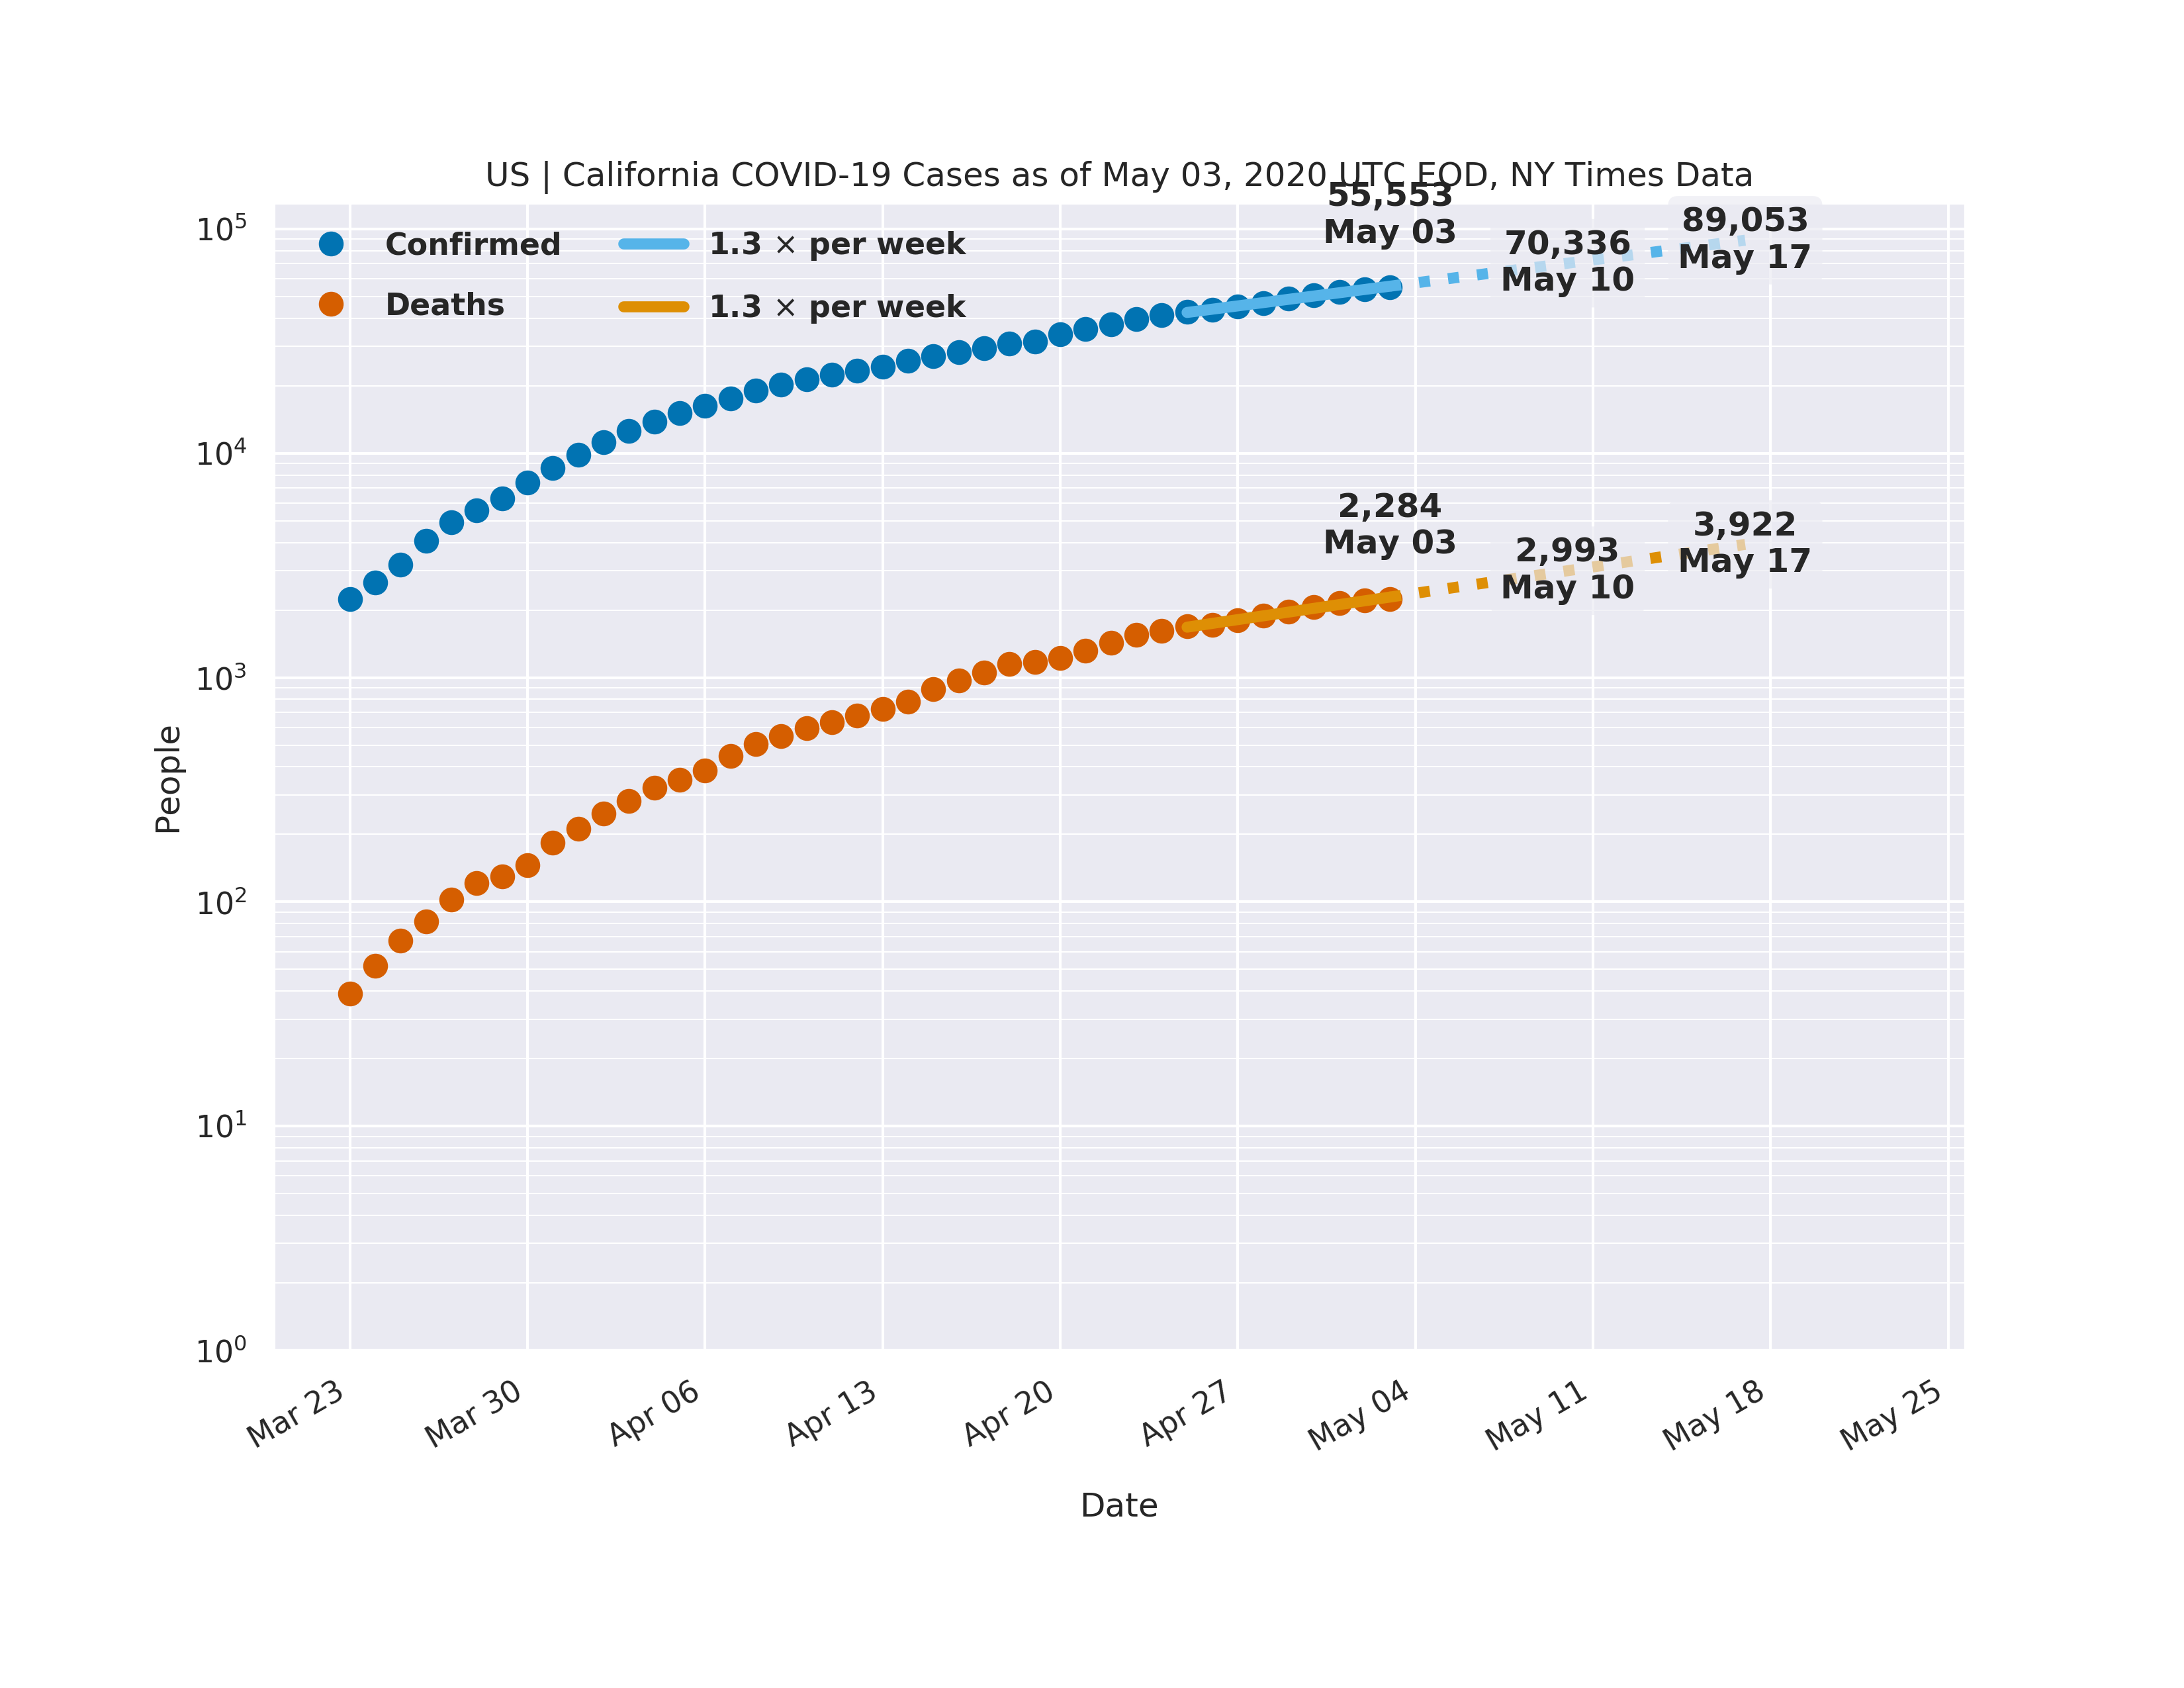 US | California COVID-19 Cases as of May 03, 2020 UTC EOD, NY Times Data
Confirmed
Deaths
1.3 × per week
1.3 × per week
55,553
May 03
70,336
May 10
89,053
May 17
2,284
May 03
2,993
May 10
3,922
May 17
People
10⁵
10⁴
10³
10²
10¹
10⁰
Mar 23
Mar 30
Apr 06
Apr 13
Apr 20
Apr 27
May 04
May 11
May 18
May 25
Date